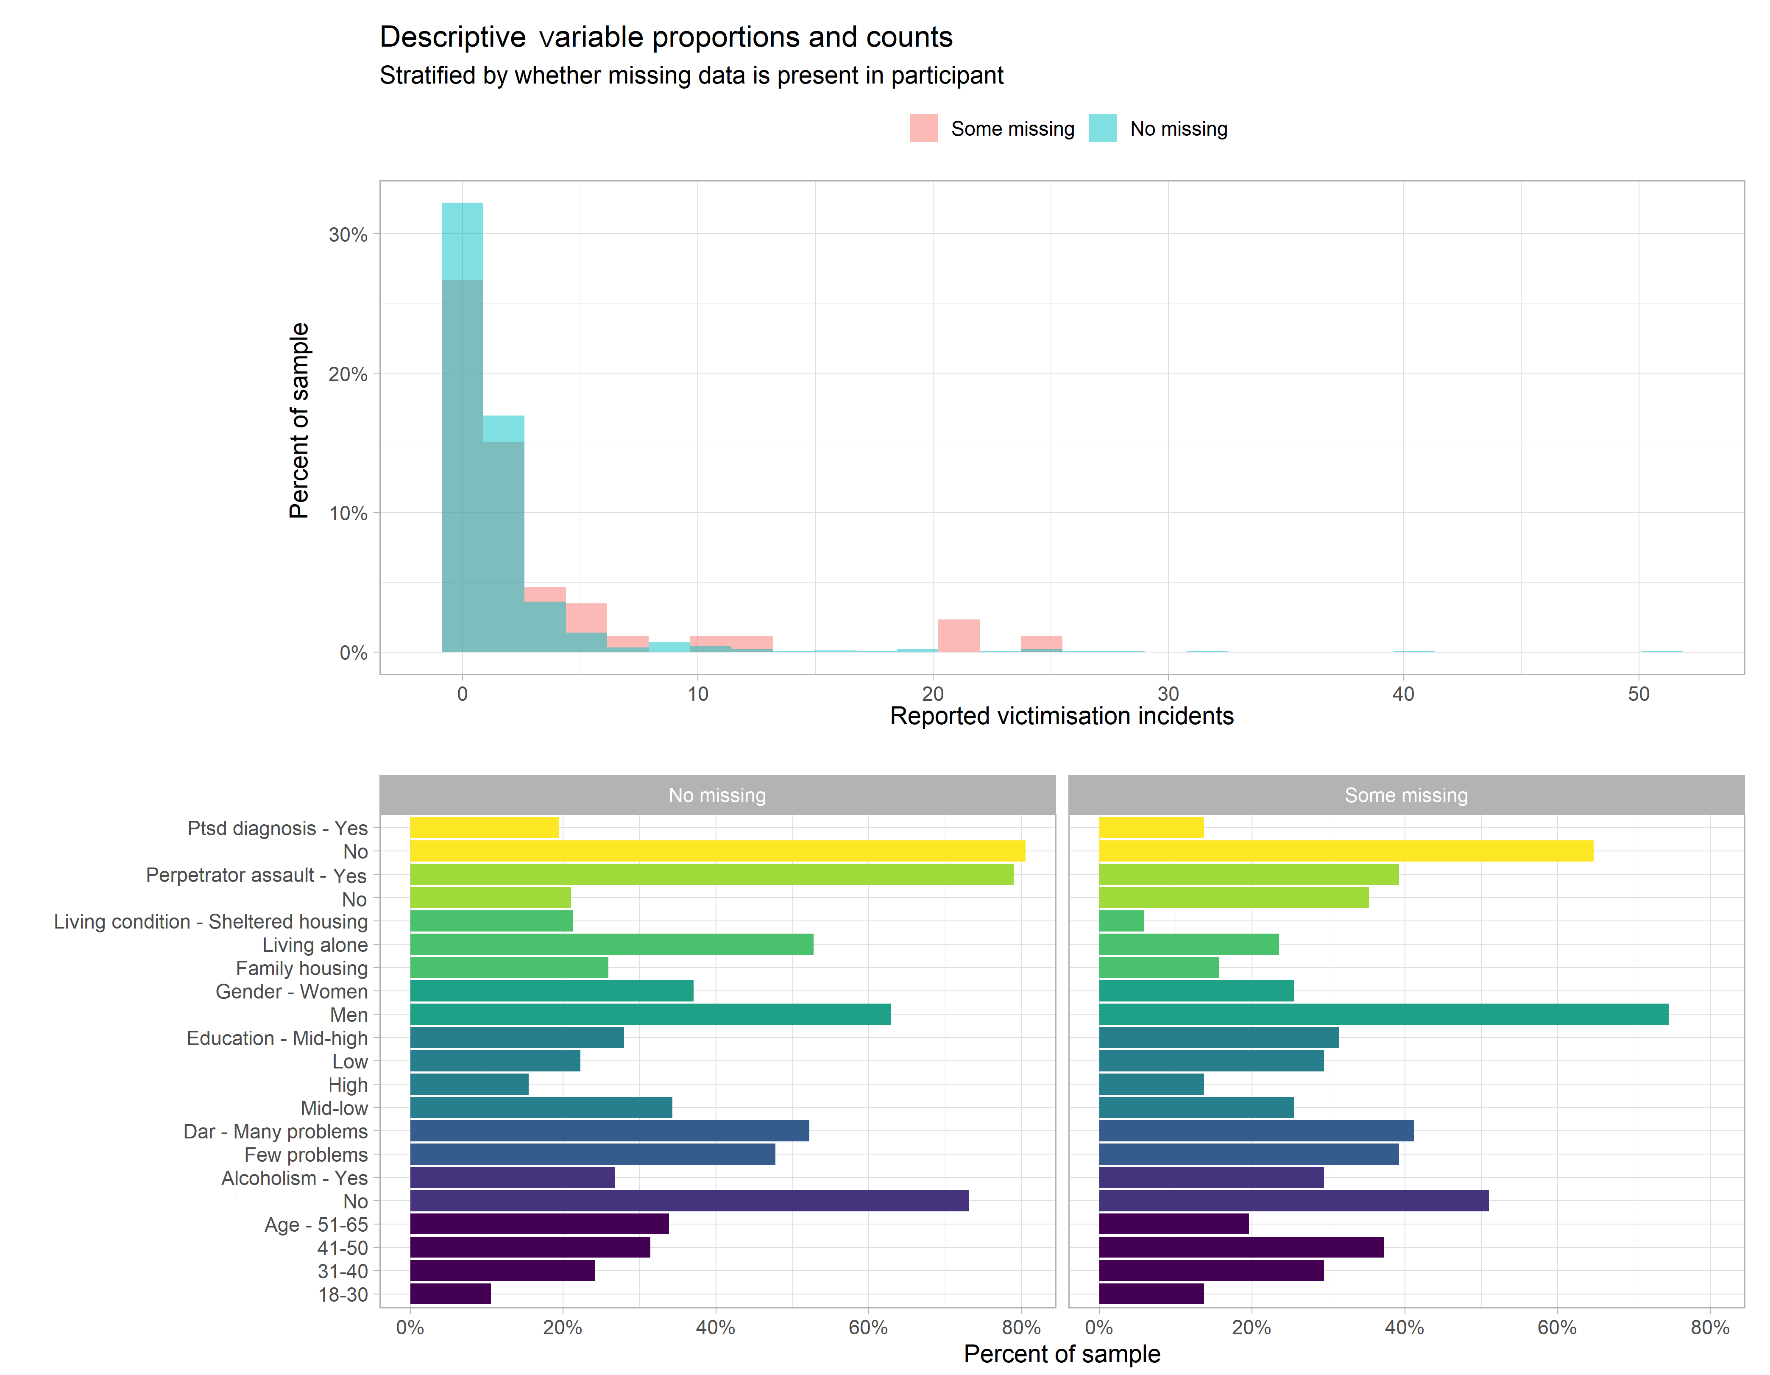 Descriptive variable proportions and counts
Stratified by whether missing data is present in participant
Some missing No missing
30%
20%
10%
0%
Percent of sample
0 10 20 30 40 50
Reported victimisation incidents
No missing Some missing
Ptsd diagnosis - Yes
No
Perpetrator assault - Yes
No
Living condition - Sheltered housing
Living alone
Family housing
Gender - Women
Men
Education - Mid-high
Low
High
Mid-low
Dar - Many problems
Few problems
Alcoholism - Yes
No
Age - 51-65
41-50
31-40
18-30
0% 20% 40% 60% 80% 0% 20% 40% 60% 80%
Percent of sample